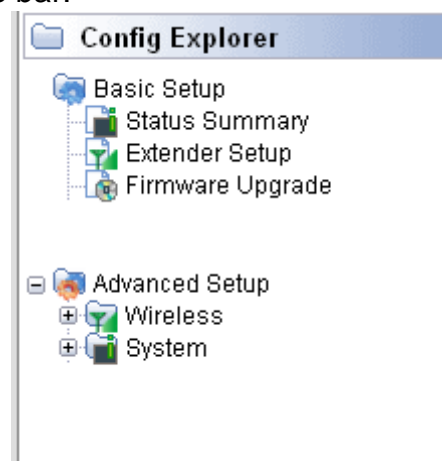 Config Explorer
Basic Setup
Status Summary
Extender Setup
Firmware Upgrade
Advanced Setup
Wireless
System